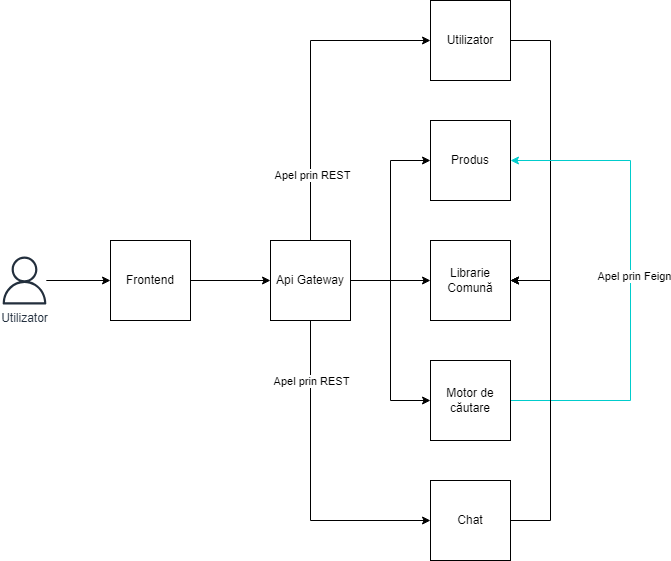 Utilizator
Produs
Apel prin REST
Utilizator
Frontend
Api Gateway
Librarie
Comună
Apel prin Feign
Apel prin REST
Motor de
căutare
Chat